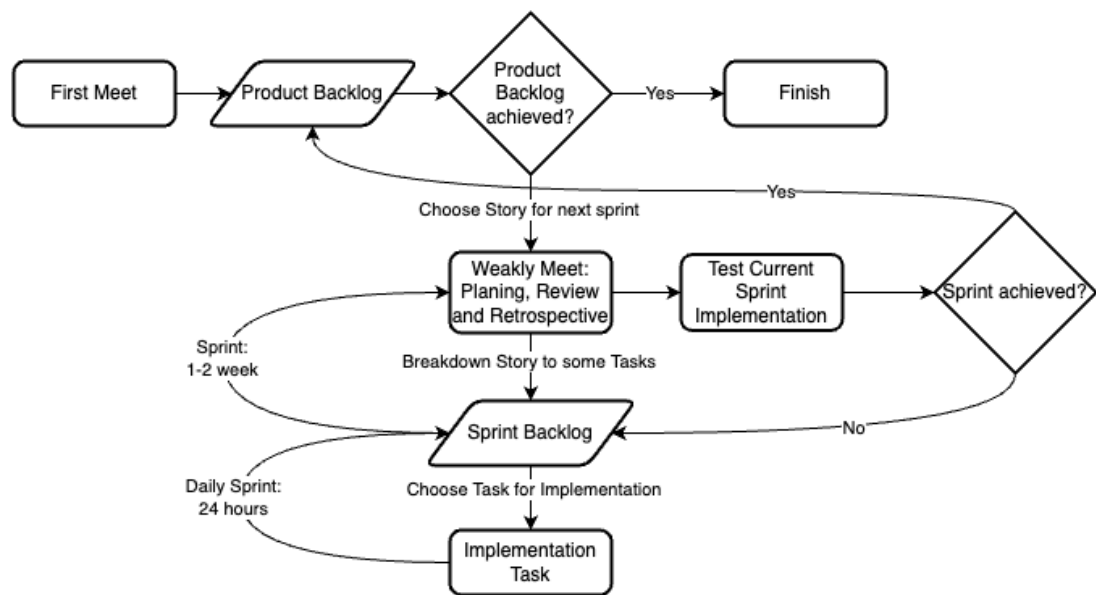 First Meet
Product Backlog
Product
Backlog
achieved?
Yes
Finish
Yes
Choose Story for next sprint
Weakly Meet:
Planing, Review
and Retrospective
Test Current
Sprint
Implementation
Sprint achieved?
Sprint:
1-2 week
Breakdown Story to some Tasks
Sprint Backlog
No
Daily Sprint:
24 hours
Choose Task for Implementation
Implementation
Task